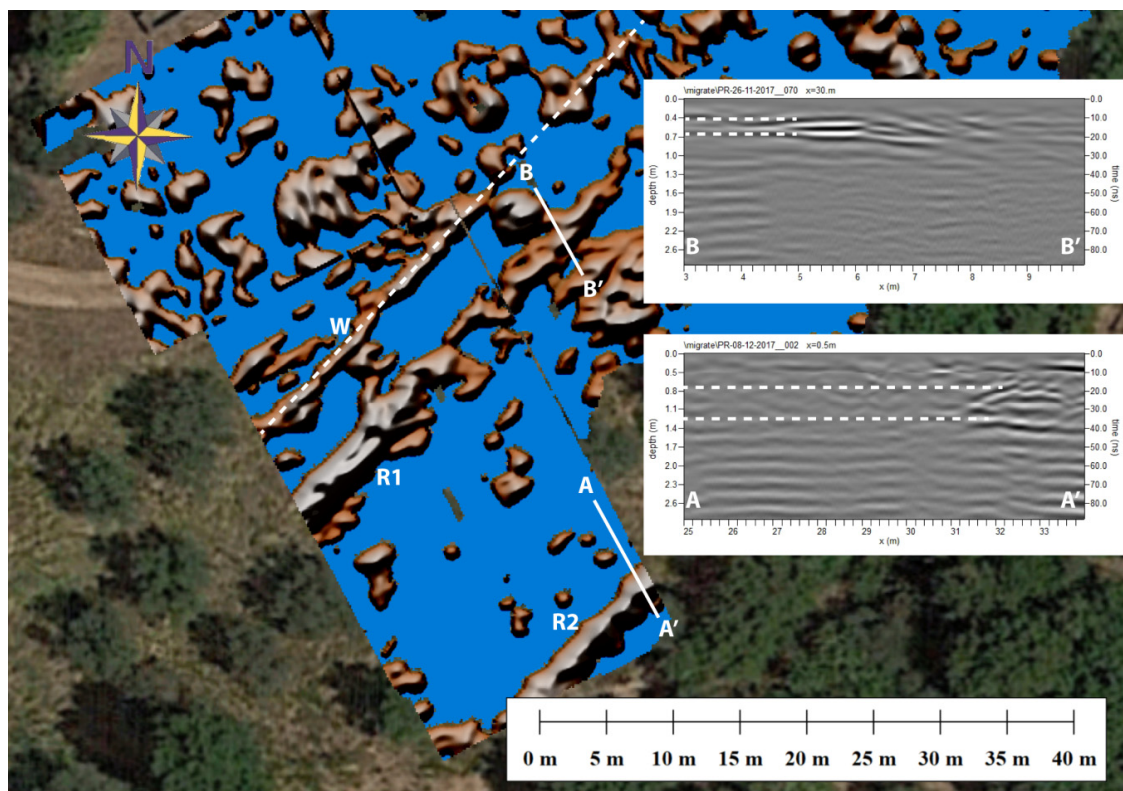 N
\migrate\PR-26-11-2017__070 x=30.m
0.0 0.0
0.4 10.0
0.7 20.0
1.0 30.0
1.3 40.0
1.6 50.0
1.9 60.0
2.2 70.0
2.6 80.0
depth (m)
time (ns)
B B'
3 4 5 6 7 8 9
x (m)
B
B'
W
R1
\migrate\PR-08-12-2017__002 x=0.5m
0.0 0.0
0.5 10.0
0.8 20.0
1.1 30.0
1.4 40.0
1.7 50.0
2.0 60.0
2.3 70.0
2.6 80.0
depth (m)
time (ns)
A A'
25 26 27 28 29 30 31 32 33
x (m)
A
A'
R2
0 m 5 m 10 m 15 m 20 m 25 m 30 m 35 m 40 m